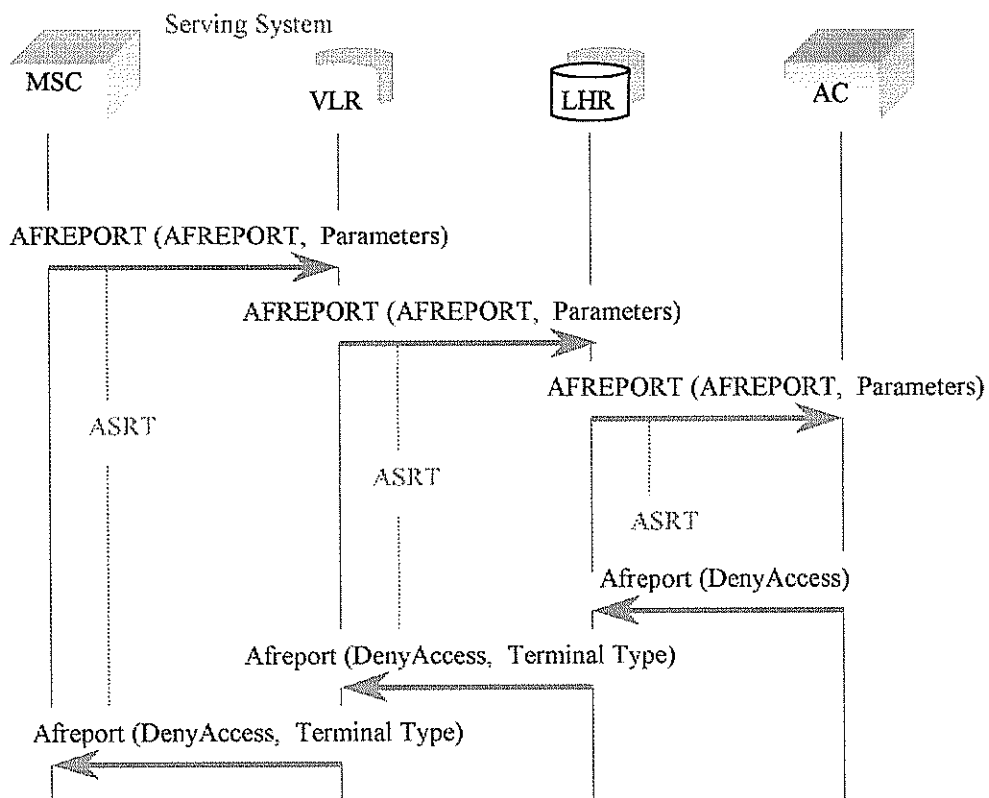 Serving System
MSC
VLR
LHR
AC
AFREPORT (AFREPORT, Parameters)
AFREPORT (AFREPORT, Parameters)
AFREPORT (AFREPORT, Parameters)
ASRT
ASRT
ASRT
Afreport (DenyAccess)
Afreport (DenyAccess, Terminal Type)
Afreport (DenyAccess, Terminal Type)